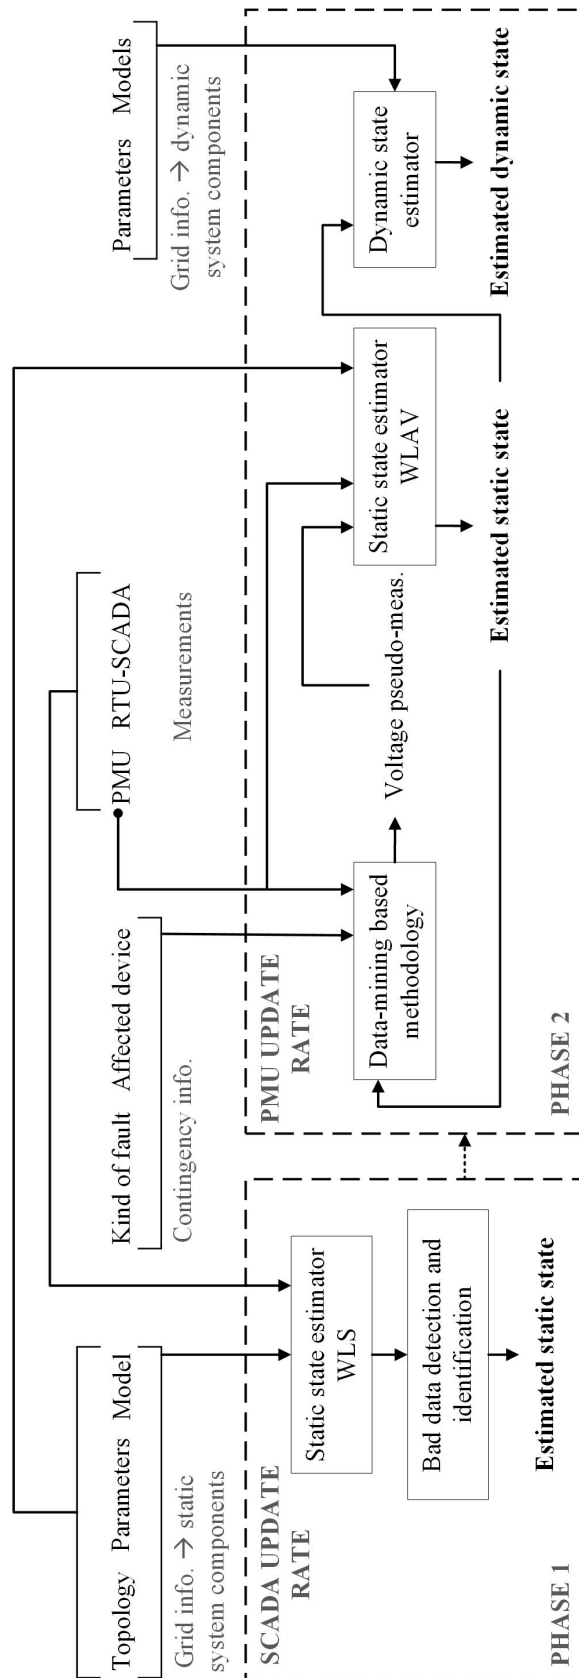 Topology Parameters Model
Grid info. → static
system components
Kind of fault Affected device
Contingency info.
PMU RTU-SCADA
Measurements
Parameters Models
Grid info. → dynamic
system components
SCADA UPDATE
RATE
Static state estimator
WLS
Bad data detection and
identification
Estimated static state
PHASE 1
PMU UPDATE
RATE
Data-mining based
methodology
Voltage pseudo-meas.
Static state estimator
WLAV
Estimated static state
Dynamic state
estimator
Estimated dynamic state
PHASE 2